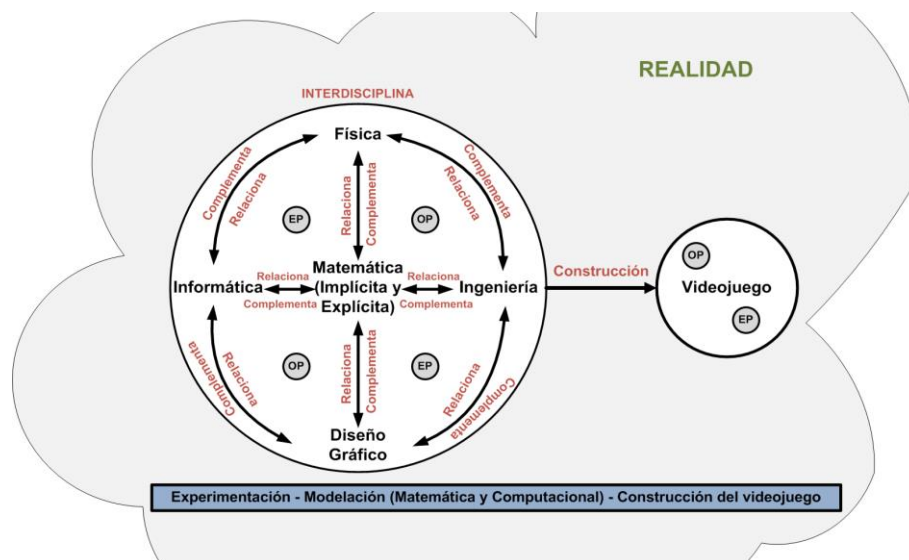 REALIDAD
INTERDISCIPLINA
Física
Complementa
Relaciona
Relaciona
Complementa
Complementa
Relaciona
EP
OP
Informática
Relaciona
Complementa
Matemática
(Implícita y
Explícita)
Relaciona
Complementa
Ingeniería
Construcción
OP
Videojuego
EP
Complementa
Relaciona
OP
Relaciona
Complementa
EP
Relaciona
Complementa
Diseño
Gráfico
Experimentación - Modelación (Matemática y Computacional) - Construcción del videojuego